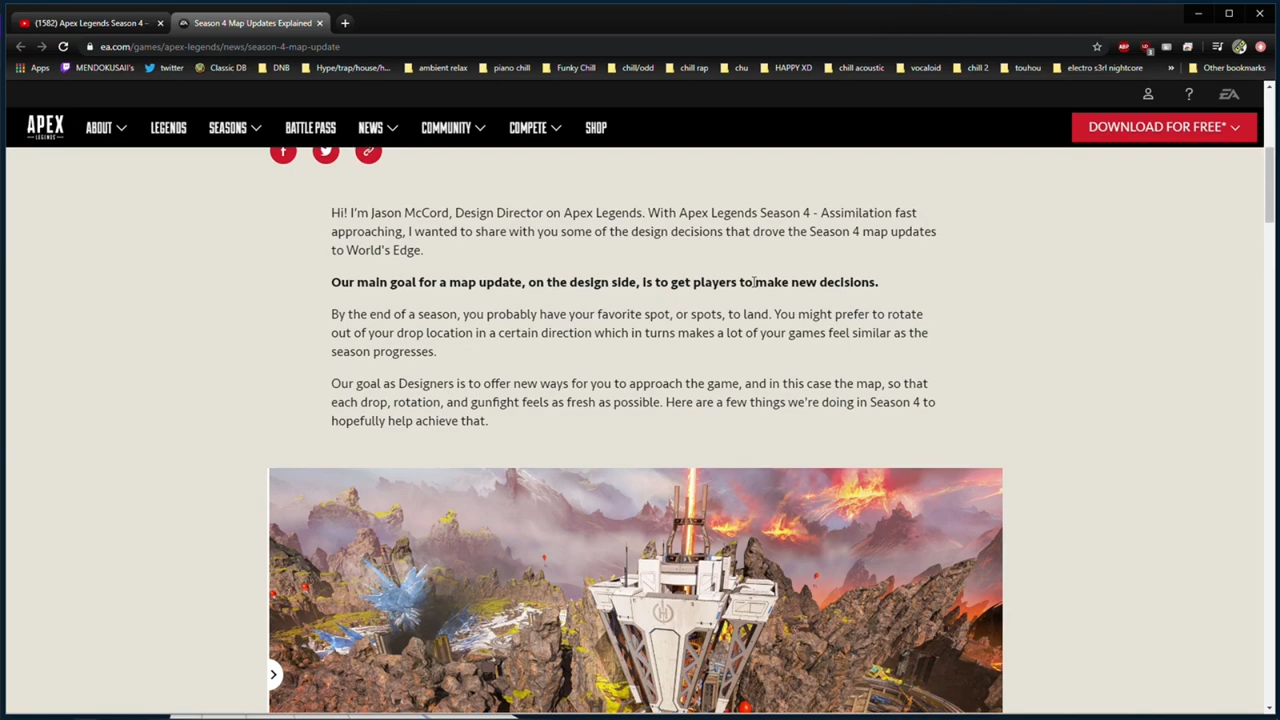 (1582) Apex Legends Season 4 -
Season 4 Map Updates Explained
ea.com/games/apex-legends/news/season-4-map-update
Apps MENDOKUSAII's twitter Classic DB DNB Hype/trap/house/h... ambient relax piano chill Funky Chill chill/odd chill rap chu HAPPY XD chill acoustic vocaloid chill 2 touhou electro s3rl nightcore » Other bookmarks
EA
APEX
LEGENDS
ABOUT LEGENDS SEASONS BATTLE PASS NEWS COMMUNITY COMPETE SHOP DOWNLOAD FOR FREE*
Hi! I'm Jason McCord, Design Director on Apex Legends. With Apex Legends Season 4 - Assimilation fast
approaching, I wanted to share with you some of the design decisions that drove the Season 4 map updates
to World's Edge.
Our main goal for a map update, on the design side, is to get players to make new decisions.
By the end of a season, you probably have your favorite spot, or spots, to land. You might prefer to rotate
out of your drop location in a certain direction which in turns makes a lot of your games feel similar as the
season progresses.
Our goal as Designers is to offer new ways for you to approach the game, and in this case the map, so that
each drop, rotation, and gunfight feels as fresh as possible. Here are a few things we're doing in Season 4 to
hopefully help achieve that.